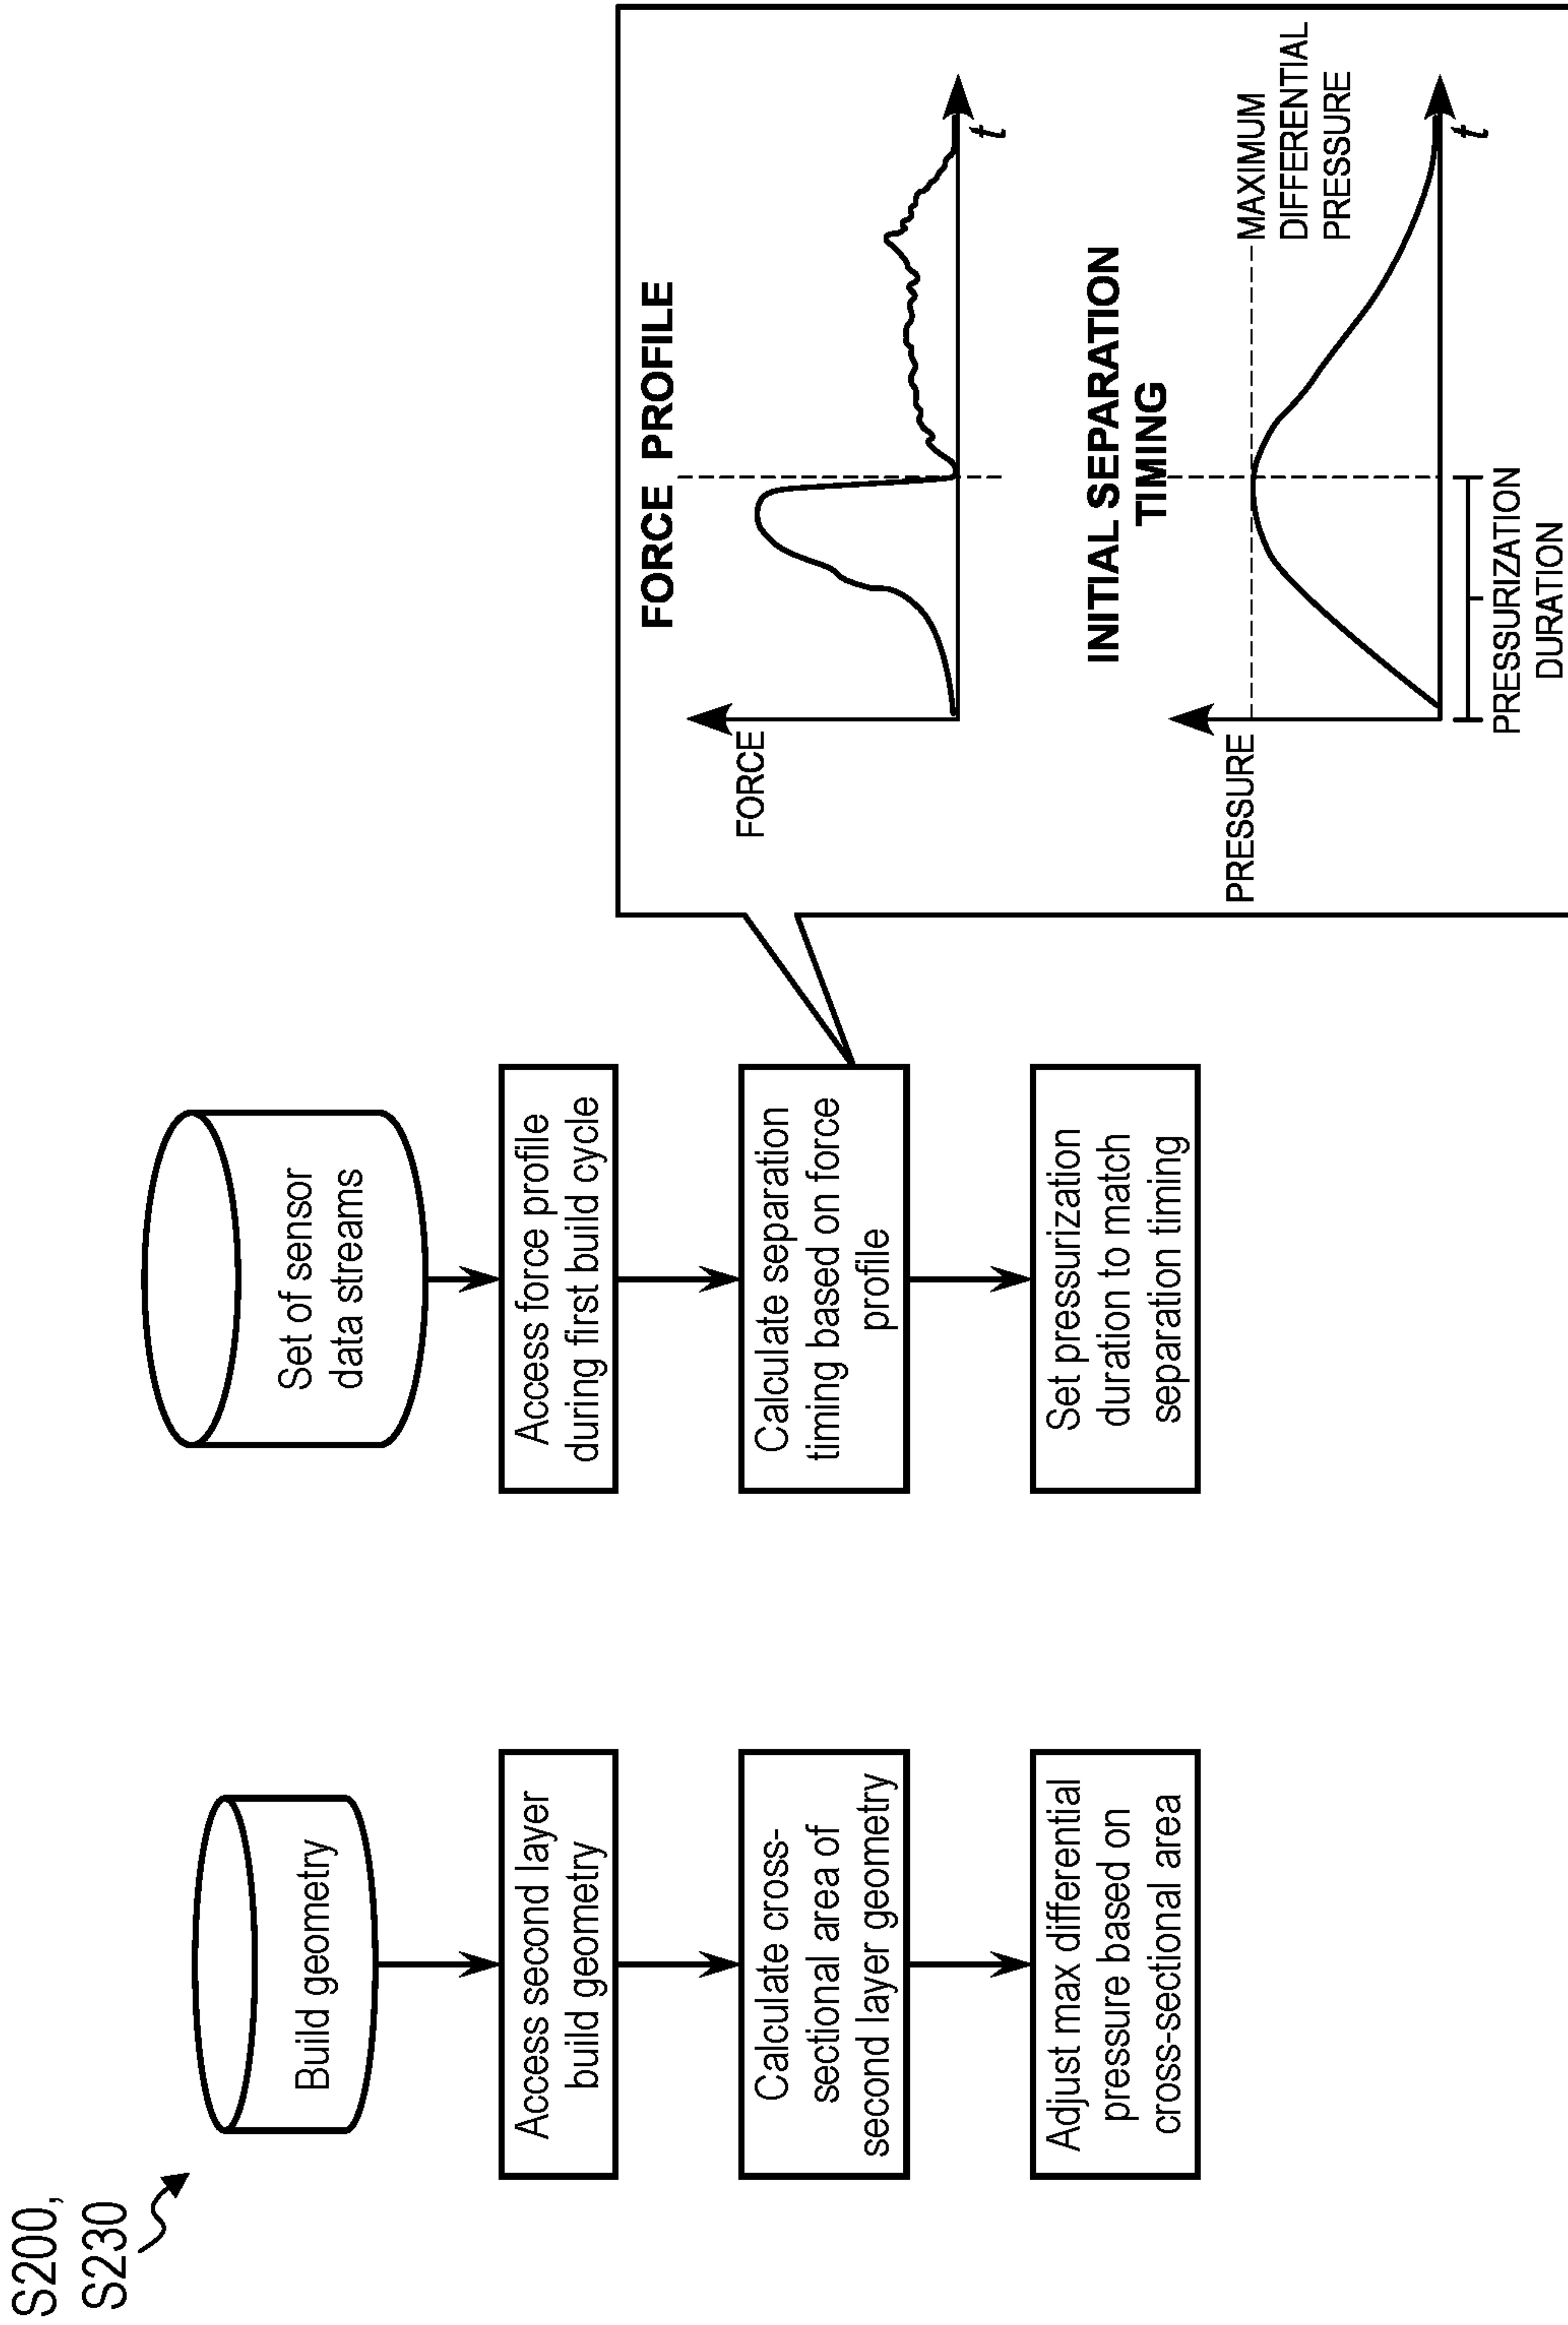 S200,
S230
Build geometry
Access second layer
build geometry
Calculate cross-
sectional area of
second layer geometry
Adjust max differential
pressure based on
cross-sectional area
Set of sensor
data streams
Access force profile
during first build cycle
Calculate separation
timing based on force
profile
Set pressurization
duration to match
separation timing
FORCE PROFILE
FORCE
t
INITIAL SEPARATION
TIMING
PRESSURE
MAXIMUM
DIFFERENTIAL
PRESSURE
t
PRESSURIZATION
DURATION